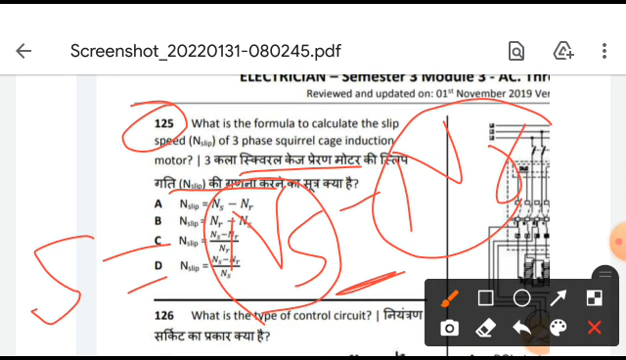 Screenshot_20220131-080245.pdf
ELECTRICIAN – Semester 3 Module 3 - AC. Thr
Reviewed and updated on: 01st November 2019 Ver
125 What is the formula to calculate the slip
speed (Nslip) of 3 phase squirrel cage induction
motor? | 3 कला स्क्विरल केज प्रेरण मोटर की स्लिप
गति (Nslip) की गणना करने का सूत्र क्या है?
A Nslip = Ns – Nr
B Nslip = Nr + Ns
C Nslip = Ns–Nr / Nr
D Nslip = Ns–Nr / Ns
S = NS –
126 What is the type of control circuit? | नियंत्रण
सर्किट का प्रकार क्या है?